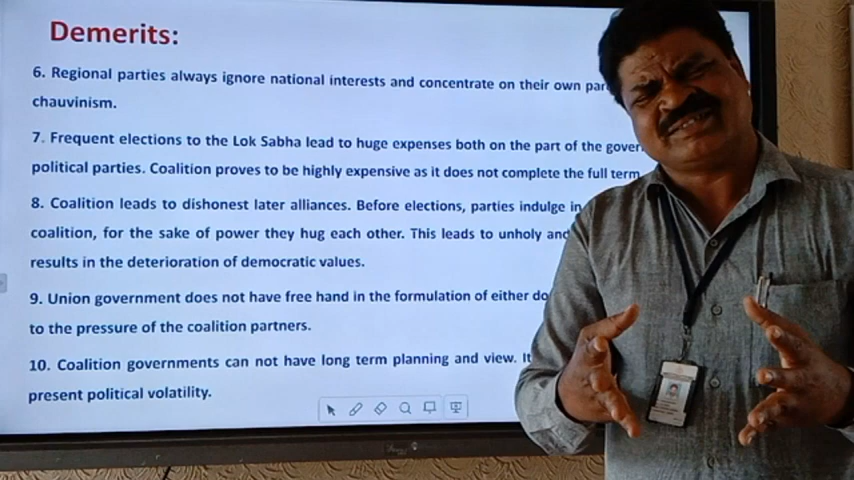 Demerits:
6. Regional parties always ignore national interests and concentrate on their own
chauvinism.
7. Frequent elections to the Lok Sabha lead to huge expenses both on the part of the
political parties. Coalition proves to be highly expensive as it does not complete the full term
8. Coalition leads to dishonest later alliances. Before elections, parties indulge in
coalition, for the sake of power they hug each other. This leads to unholy and
results in the deterioration of democratic values.
9. Union government does not have free hand in the formulation of either
to the pressure of the coalition partners.
10. Coalition governments can not have long term planning and view. It
present political volatility.